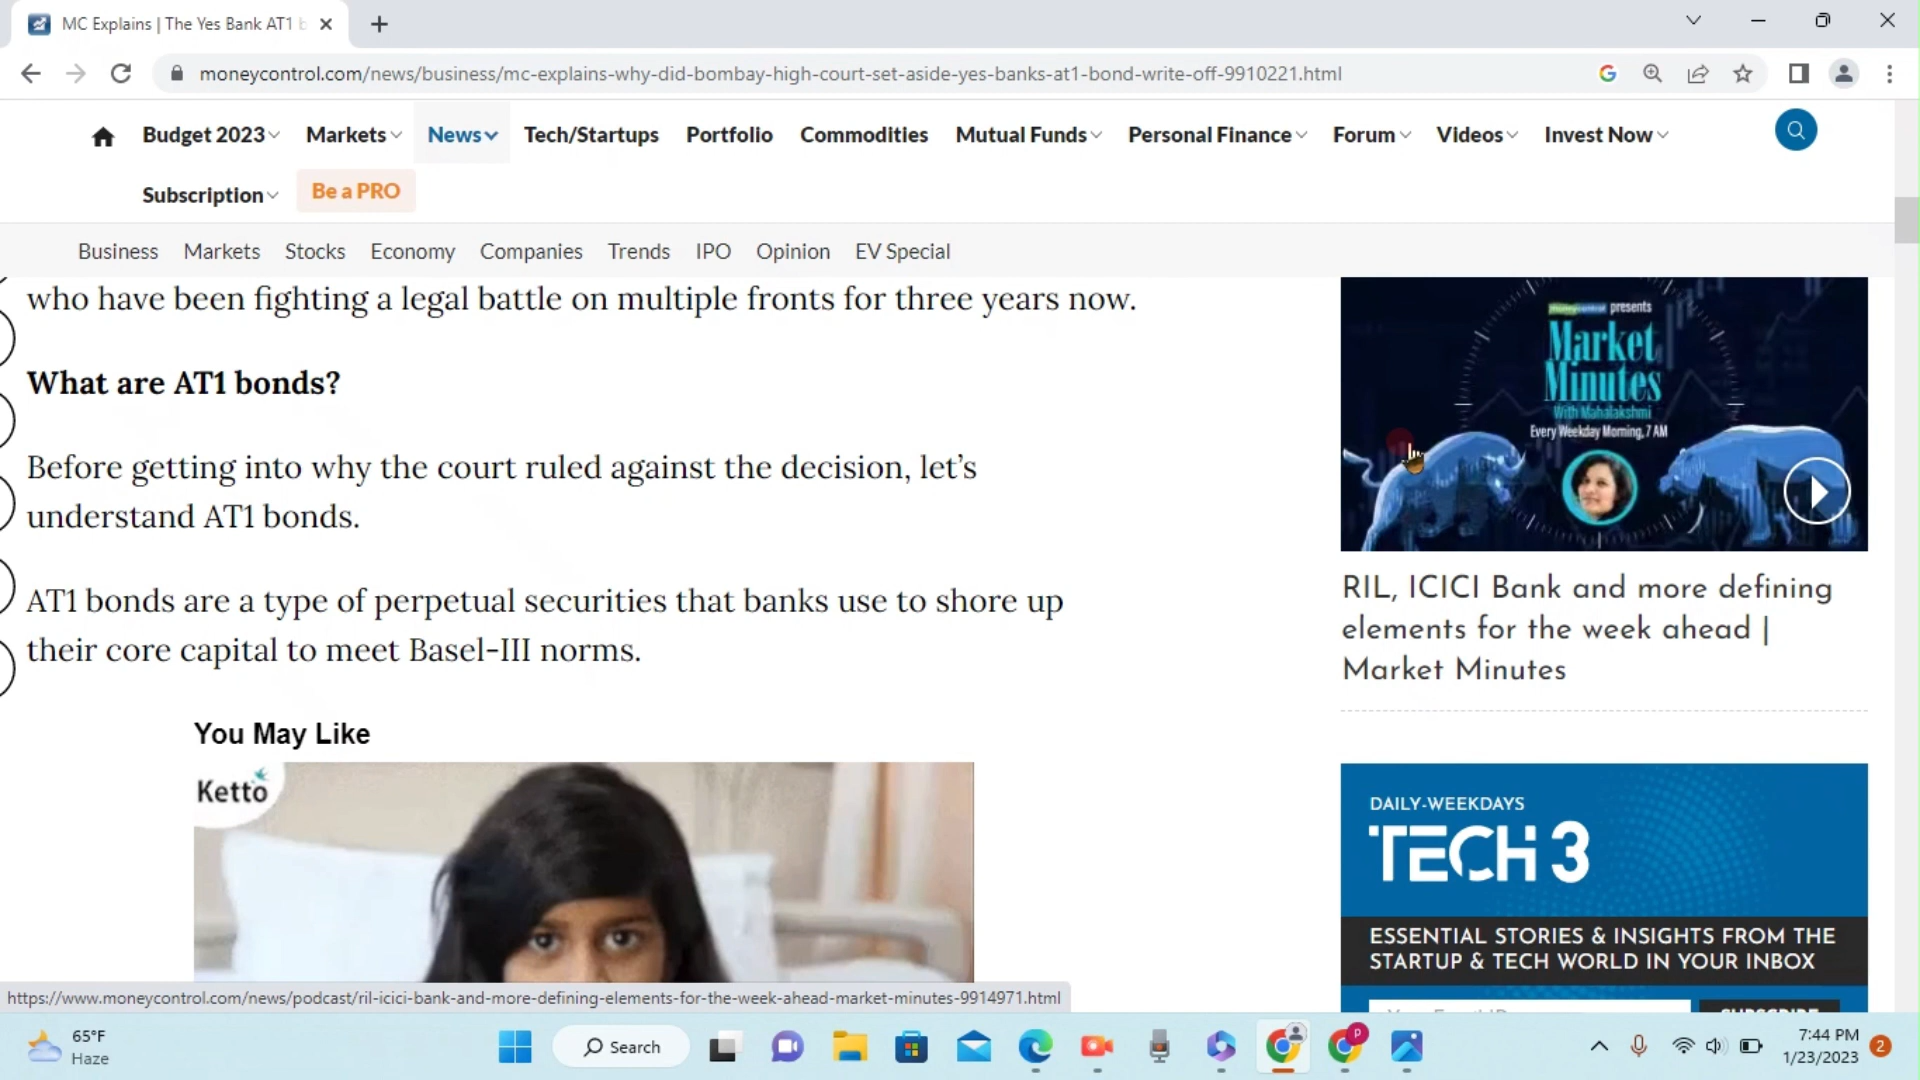 MC Explains | The Yes Bank AT1 b
moneycontrol.com/news/business/mc-explains-why-did-bombay-high-court-set-aside-yes-banks-at1-bond-write-off-9910221.html
Budget 2023 Markets News Tech/Startups Portfolio Commodities Mutual Funds Personal Finance Forum Videos Invest Now
Subscription Be a PRO
Business Markets Stocks Economy Companies Trends IPO Opinion EV Special
who have been fighting a legal battle on multiple fronts for three years now.
What are AT1 bonds?
Before getting into why the court ruled against the decision, let’s
understand AT1 bonds.
AT1 bonds are a type of perpetual securities that banks use to shore up
their core capital to meet Basel-III norms.
You May Like
Ketto
moneycontrol presents
Market
Minutes
With Mahalakshmi
Every Weekday Morning, 7 AM
RIL, ICICI Bank and more defining
elements for the week ahead |
Market Minutes
DAILY-WEEKDAYS
TECH 3
ESSENTIAL STORIES & INSIGHTS FROM THE
STARTUP & TECH WORLD IN YOUR INBOX
https://www.moneycontrol.com/news/podcast/ril-icici-bank-and-more-defining-elements-for-the-week-ahead-market-minutes-9914971.html
65°F
Haze
Search
P
7:44 PM
1/23/2023
2